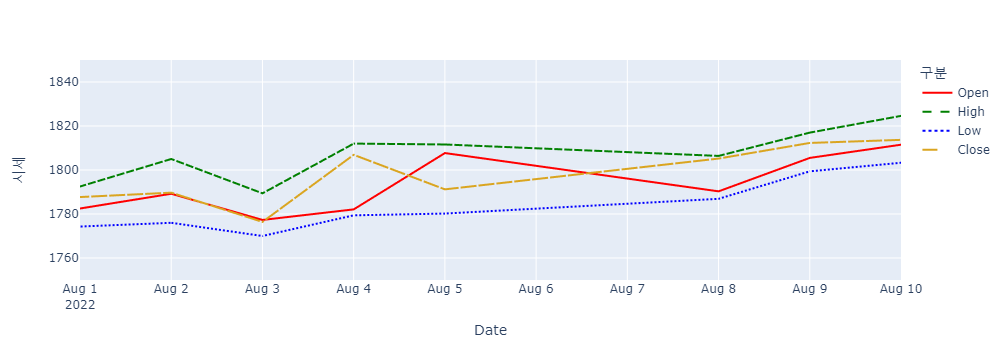 1840
1820
1800
1780
1760
시세
Aug 1
2022
Aug 2
Aug 3
Aug 4
Aug 5
Aug 6
Aug 7
Aug 8
Aug 9
Aug 10
Date
구분
Open
High
Low
Close